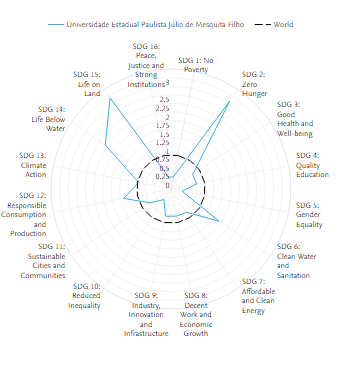 Universidade Estadual Paulista Júlio de Mesquita Filho
World
SDG 16:
Peace,
Justice and
Strong
Institutions
SDG 1: No
Poverty
SDG 2:
Zero
Hunger
SDG 3:
Good
Health and
Well-being
SDG 4:
Quality
Education
SDG 5:
Gender
Equality
SDG 6:
Clean Water
and
Sanitation
SDG 7:
Affordable
and Clean
Energy
SDG 8:
Decent
Work and
Economic
Growth
SDG 9:
Industry,
Innovation
and
Infrastructure
SDG 10:
Reduced
Inequality
SDG 11:
Sustainable
Cities and
Communities
SDG 12:
Responsible
Consumption
and
Production
SDG 13:
Climate
Action
SDG 14:
Life Below
Water
SDG 15:
Life on
Land
3
2.5
2.25
2
1.75
1.5
1.25
1
0.75
0.5
0.25
0